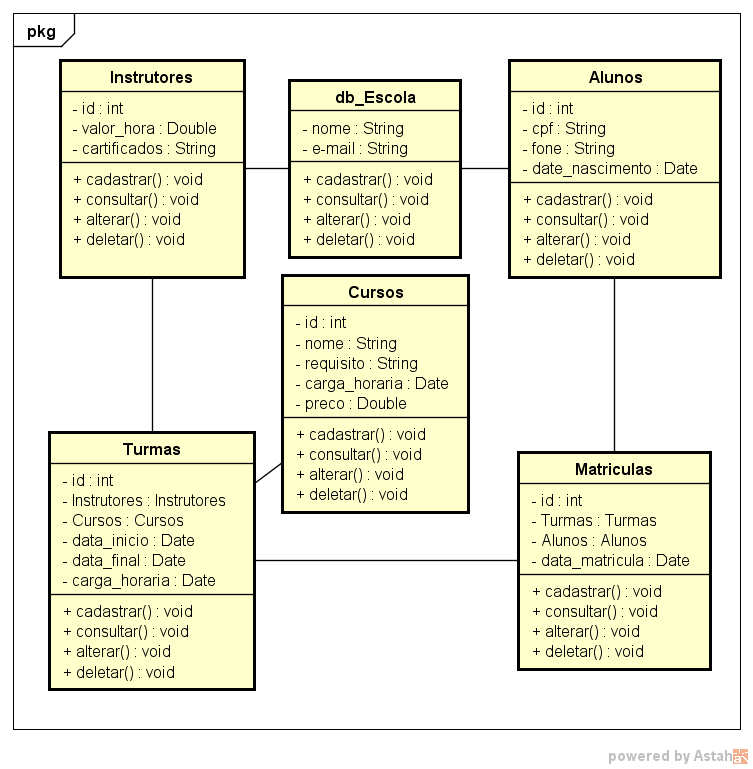 pkg
Instrutores
- id : int
- valor_hora : Double
- cartificados : String
+ cadastrar() : void
+ consultar() : void
+ alterar() : void
+ deletar() : void
db_Escola
- nome : String
- e-mail : String
+ cadastrar() : void
+ consultar() : void
+ alterar() : void
+ deletar() : void
Alunos
- id : int
- cpf : String
- fone : String
- date_nascimento : Date
+ cadastrar() : void
+ consultar() : void
+ alterar() : void
+ deletar() : void
Cursos
- id : int
- nome : String
- requisito : String
- carga_horaria : Date
- preco : Double
+ cadastrar() : void
+ consultar() : void
+ alterar() : void
+ deletar() : void
Turmas
- id : int
- Instrutores : Instrutores
- Cursos : Cursos
- data_inicio : Date
- data_final : Date
- carga_horaria : Date
+ cadastrar() : void
+ consultar() : void
+ alterar() : void
+ deletar() : void
Matriculas
- id : int
- Turmas : Turmas
- Alunos : Alunos
- data_matricula : Date
+ cadastrar() : void
+ consultar() : void
+ alterar() : void
+ deletar() : void
powered by Astah